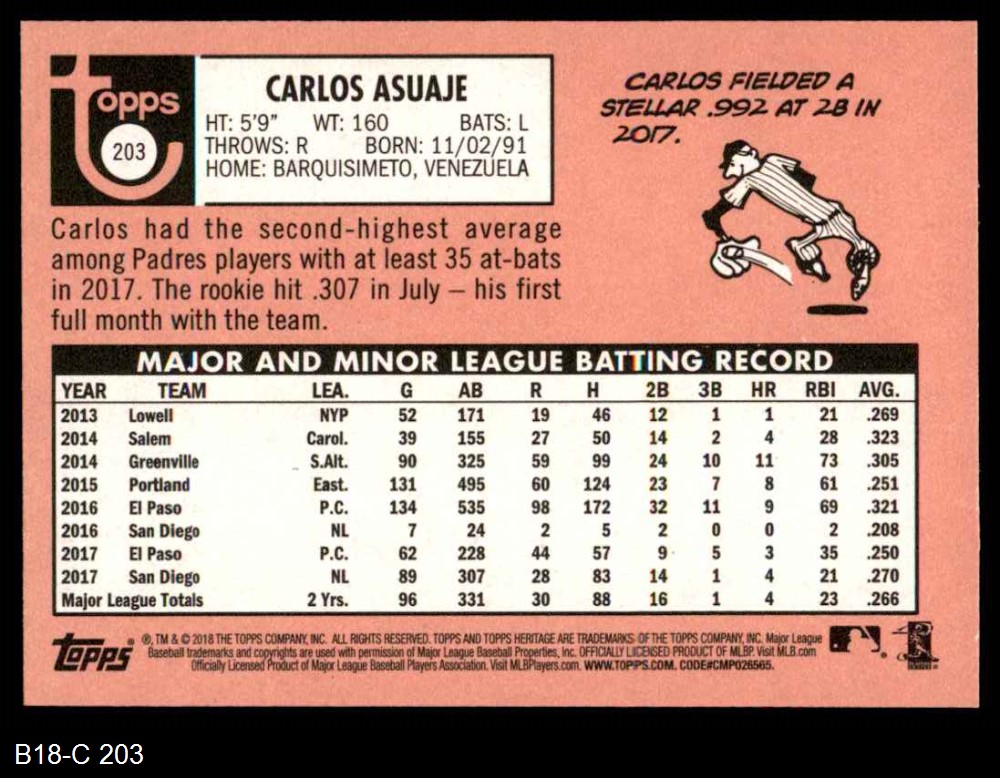 topps
203
CARLOS ASUAJE
HT: 5'9" WT: 160 BATS: L
THROWS: R BORN: 11/02/91
HOME: BARQUISIMETO, VENEZUELA
CARLOS FIELDED A
STELLAR .992 AT 2B IN
2017.
Carlos had the second-highest average
among Padres players with at least 35 at-bats
in 2017. The rookie hit .307 in July – his first
full month with the team.
MAJOR AND MINOR LEAGUE BATTING RECORD
YEAR TEAM LEA. G AB R H 2B 3B HR RBI AVG.
2013 Lowell NYP 52 171 19 46 12 1 1 21 .269
2014 Salem Carol. 39 155 27 50 14 2 4 28 .323
2014 Greenville S.Alt. 90 325 59 99 24 10 11 73 .305
2015 Portland East. 131 495 60 124 23 7 8 61 .251
2016 El Paso P.C. 134 535 98 172 32 11 9 69 .321
2016 San Diego NL 7 24 2 5 2 0 0 2 .208
2017 El Paso P.C. 62 228 44 57 9 5 3 35 .250
2017 San Diego NL 89 307 28 83 14 1 4 21 .270
Major League Totals 2 Yrs. 96 331 30 88 16 1 4 23 .266
Topps ®, TM & © 2018 THE TOPPS COMPANY, INC. ALL RIGHTS RESERVED. TOPPS AND TOPPS HERITAGE ARE TRADEMARKS OF THE TOPPS COMPANY, INC. Major League
Baseball trademarks and copyrights are used with permission of Major League Baseball Properties, Inc. OFFICIALLY LICENSED PRODUCT OF MLBP. Visit MLB.com
Officially Licensed Product of Major League Baseball Players Association. Visit MLBPlayers.com. WWW.TOPPS.COM. CODE#CMP026565.
B18-C 203